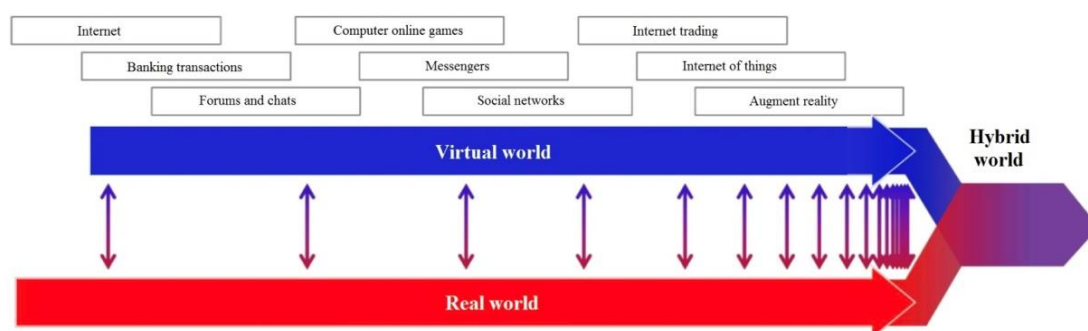 Internet
Computer online games
Internet trading
Banking transactions
Messengers
Internet of things
Forums and chats
Social networks
Augment reality
Virtual world
Hybrid
world
Real world